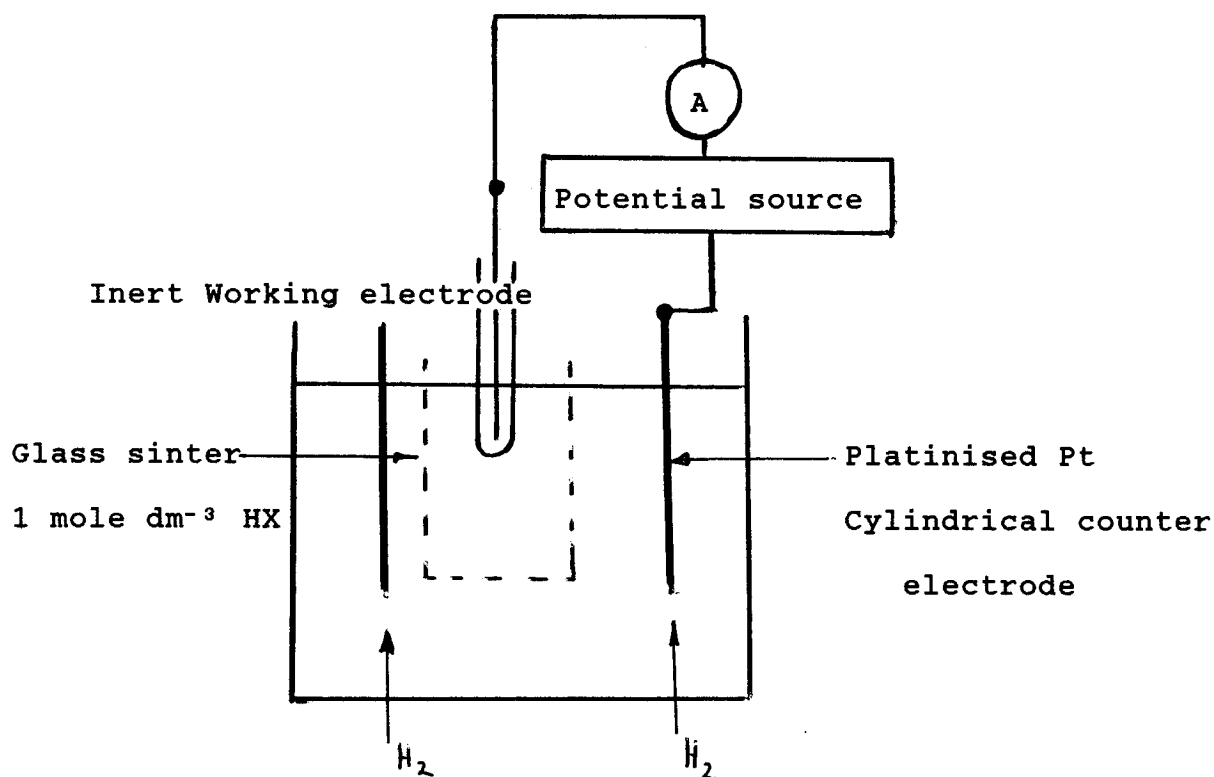 A
Potential source
Inert Working electrode
Glass sinter
Platinised Pt
1 mole dm⁻³ HX
Cylindrical counter
electrode
H₂
H₂